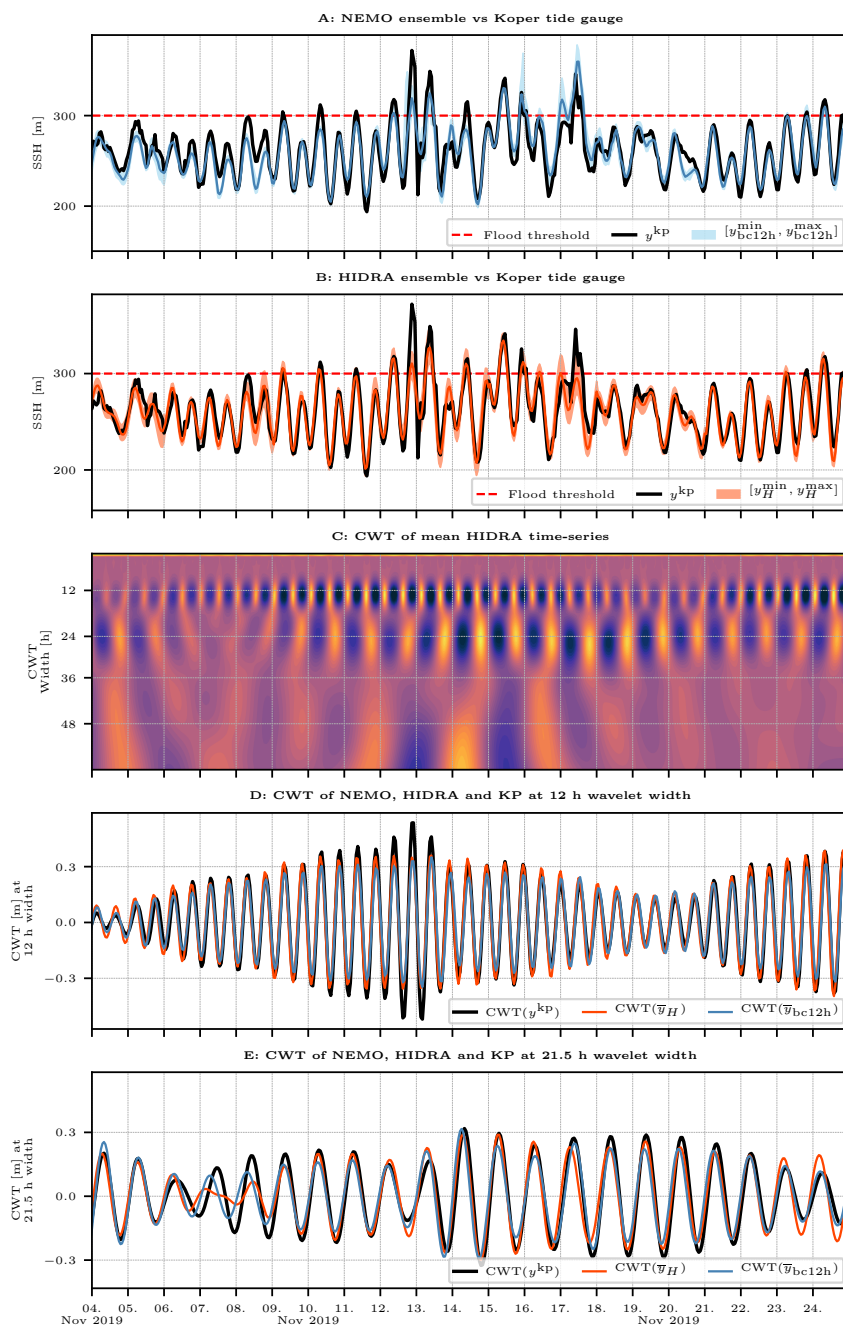 A: NEMO ensemble vs Koper tide gauge
300
200
SSH [m]
Flood threshold y^kp [y^min_bc12h, y^max_bc12h]
B: HIDRA ensemble vs Koper tide gauge
300
200
SSH [m]
Flood threshold y^kp [y^min_H, y^max_H]
C: CWT of mean HIDRA time-series
12
24
36
48
CWT
Width [h]
D: CWT of NEMO, HIDRA and KP at 12 h wavelet width
0.3
0.0
−0.3
CWT [m] at
12 h width
CWT(y^kp) CWT(y̅_H) CWT(y̅_bc12h)
E: CWT of NEMO, HIDRA and KP at 21.5 h wavelet width
0.3
0.0
−0.3
CWT [m] at
21.5 h width
CWT(y^kp) CWT(y̅_H) CWT(y̅_bc12h)
04. 05. 06. 07. 08. 09. 10. 11. 12. 13. 14. 15. 16. 17. 18. 19. 20. 21. 22. 23. 24.
Nov 2019 Nov 2019 Nov 2019